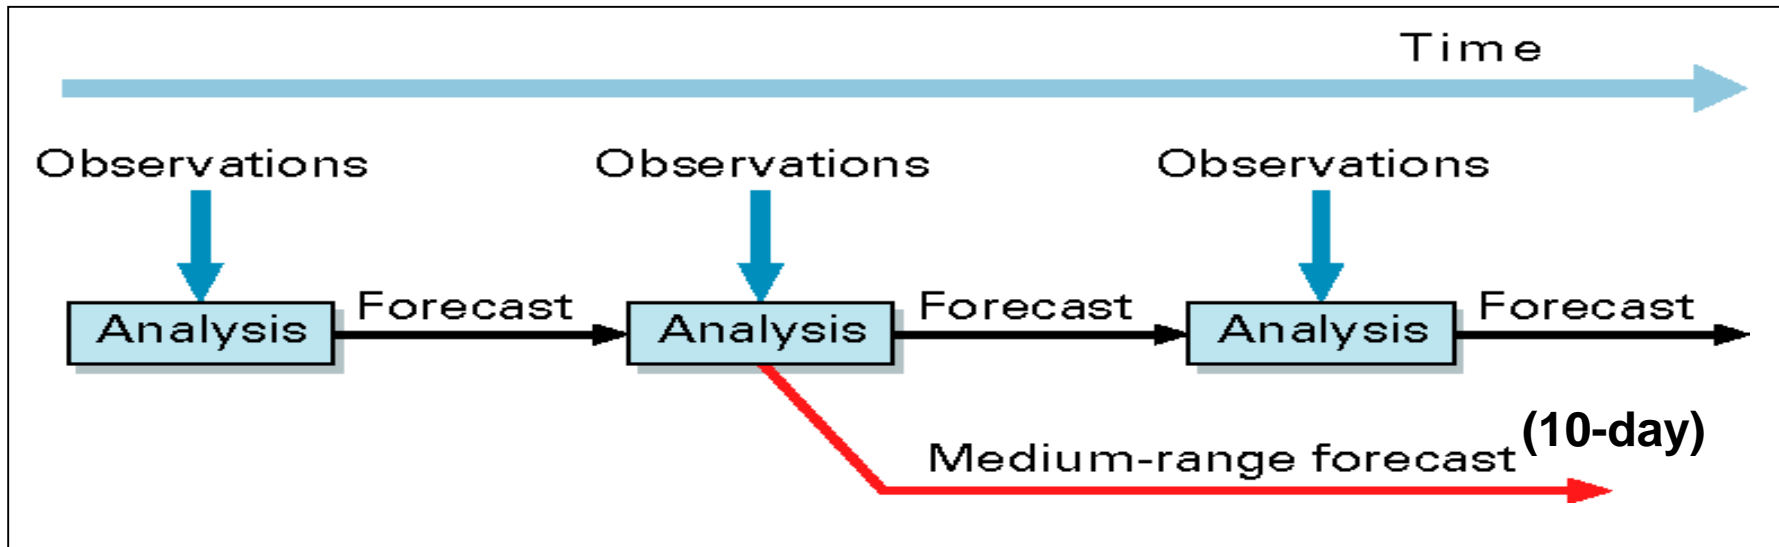 Time
Observations Observations Observations
Analysis Forecast Analysis Forecast Analysis Forecast
Medium-range forecast (10-day)